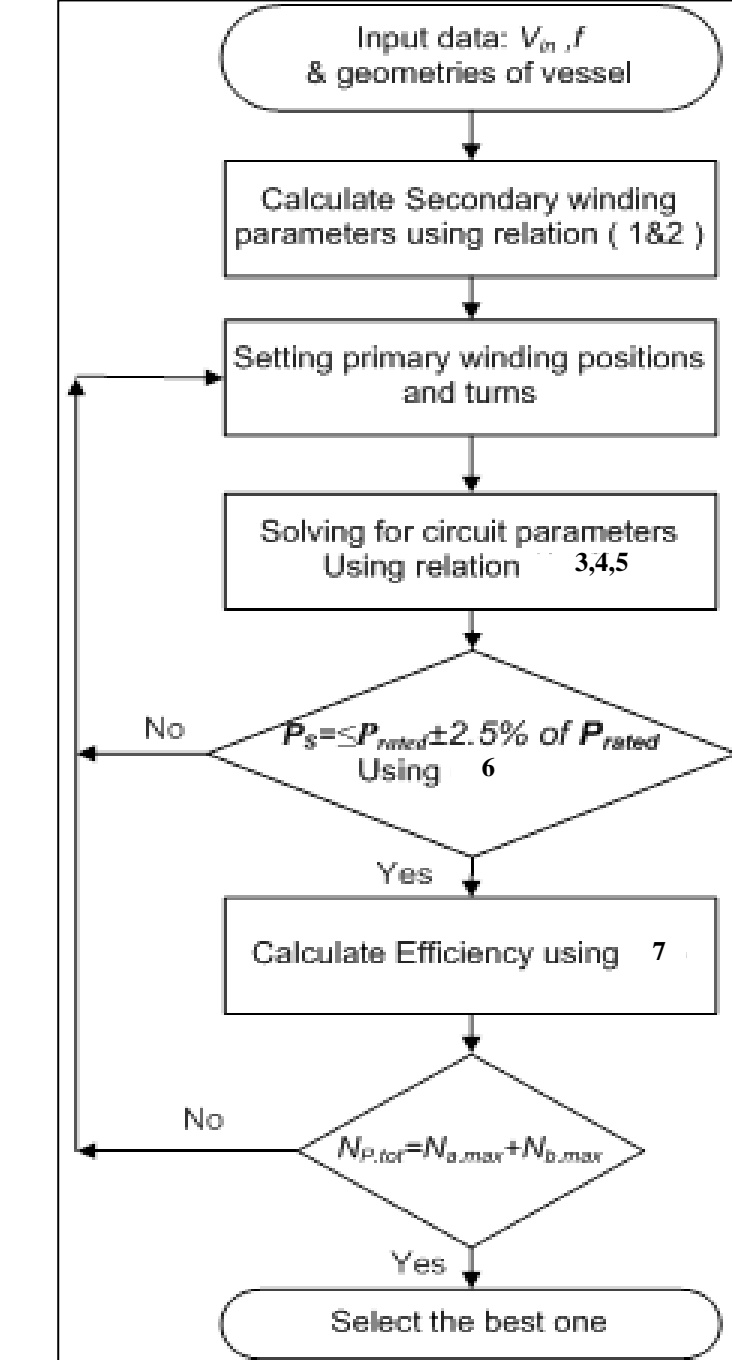 Input data: V_in ,f
& geometries of vessel
Calculate Secondary winding
parameters using relation ( 1&2 )
Setting primary winding positions
and turns
Solving for circuit parameters
Using relation 3,4,5
No
P_S=≤P_rated±2.5% of P_rated
Using 6
Yes
Calculate Efficiency using 7
No
N_P.tot=N_a.max+N_b.max
Yes
Select the best one